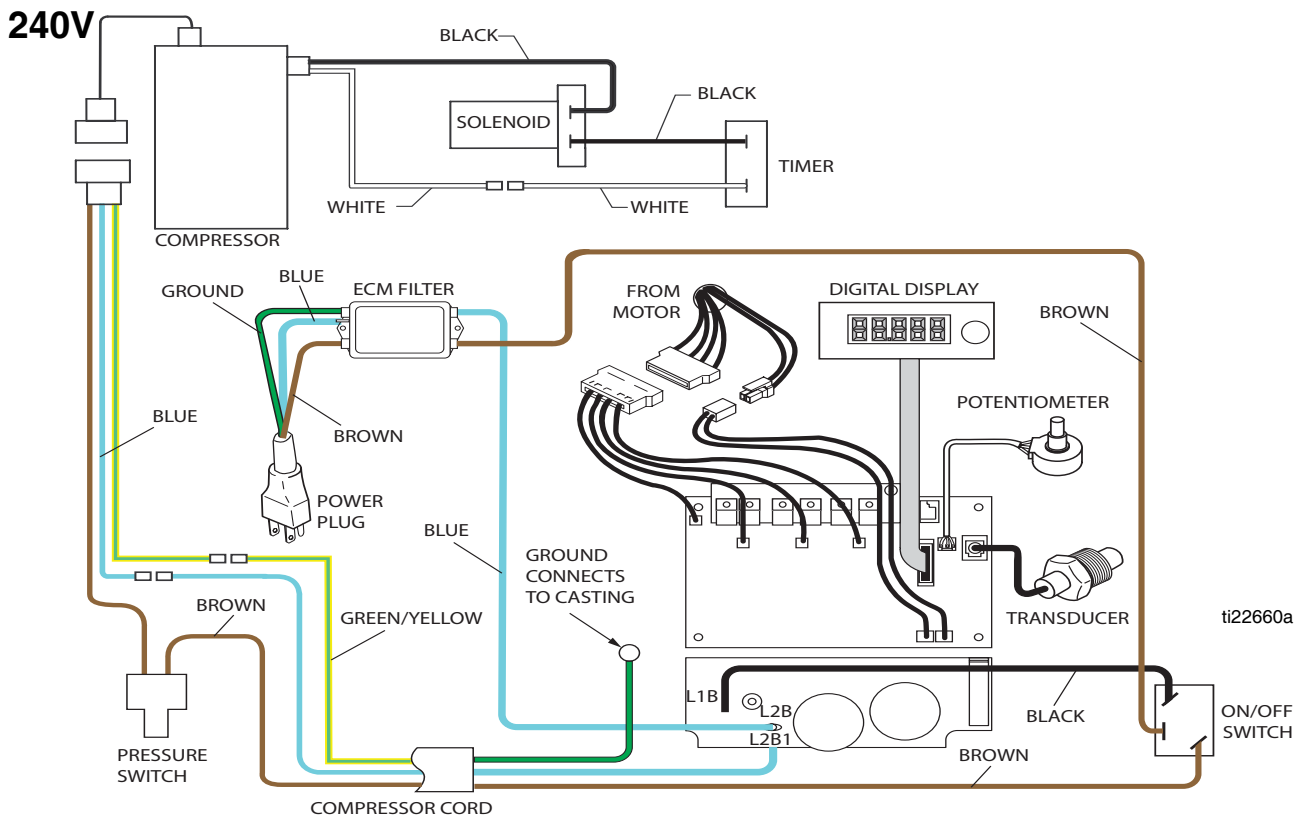 240V
BLACK
BLACK
SOLENOID
TIMER
WHITE
WHITE
COMPRESSOR
BLUE
ECM FILTER
GROUND
FROM
MOTOR
DIGITAL DISPLAY
BROWN
BLUE
BROWN
POTENTIOMETER
POWER
PLUG
BLUE
GROUND
CONNECTS
TO CASTING
BROWN
GREEN/YELLOW
TRANSDUCER
ti22660a
L1B
L2B
L2B1
BLACK
ON/OFF
SWITCH
PRESSURE
SWITCH
BROWN
COMPRESSOR CORD